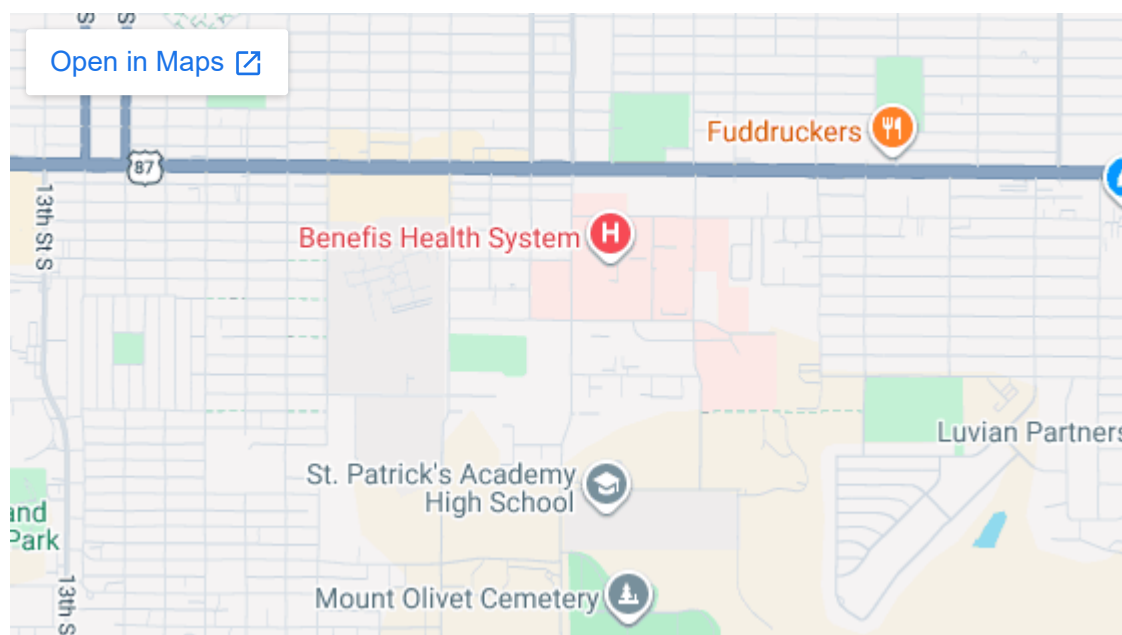 Open in Maps
Fuddruckers
87
13th St S
Benefis Health System
H
Luvian Partners
St. Patrick's Academy
High School
Park
Mount Olivet Cemetery
13th S